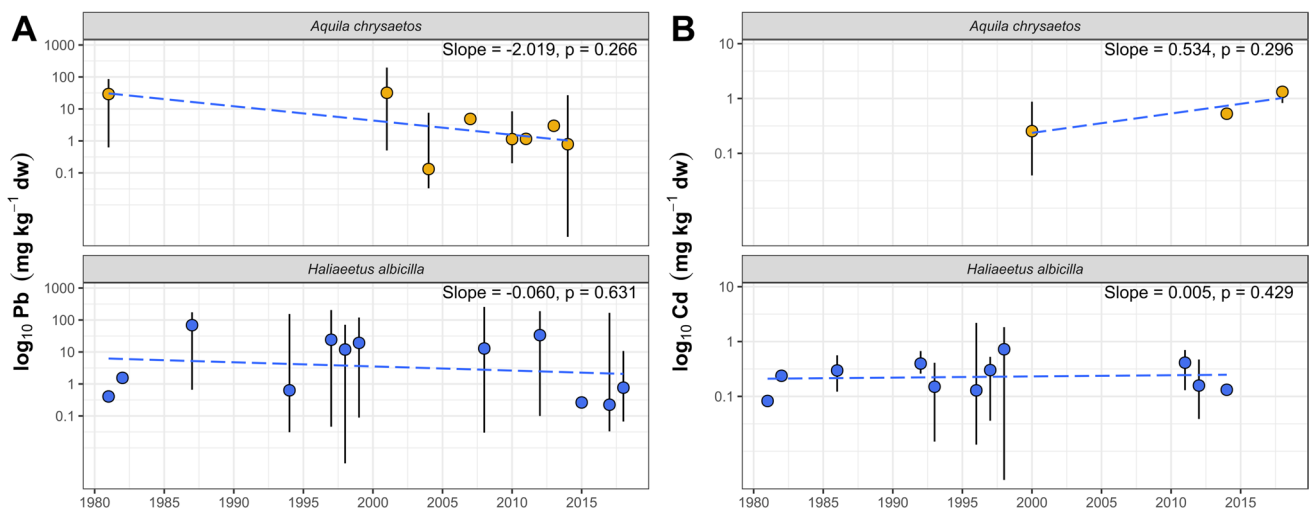 A
Aquila chrysaetos
Slope = -2.019, p = 0.266
1000
100
10
1
0.1
Haliaeetus albicilla
Slope = -0.060, p = 0.631
1000
100
10
1
0.1
log10 Pb (mg kg−1 dw)
1980 1985 1990 1995 2000 2005 2010 2015
B
Aquila chrysaetos
Slope = 0.534, p = 0.296
10
1
0.1
Haliaeetus albicilla
Slope = 0.005, p = 0.429
10
1
0.1
log10 Cd (mg kg−1 dw)
1980 1985 1990 1995 2000 2005 2010 2015